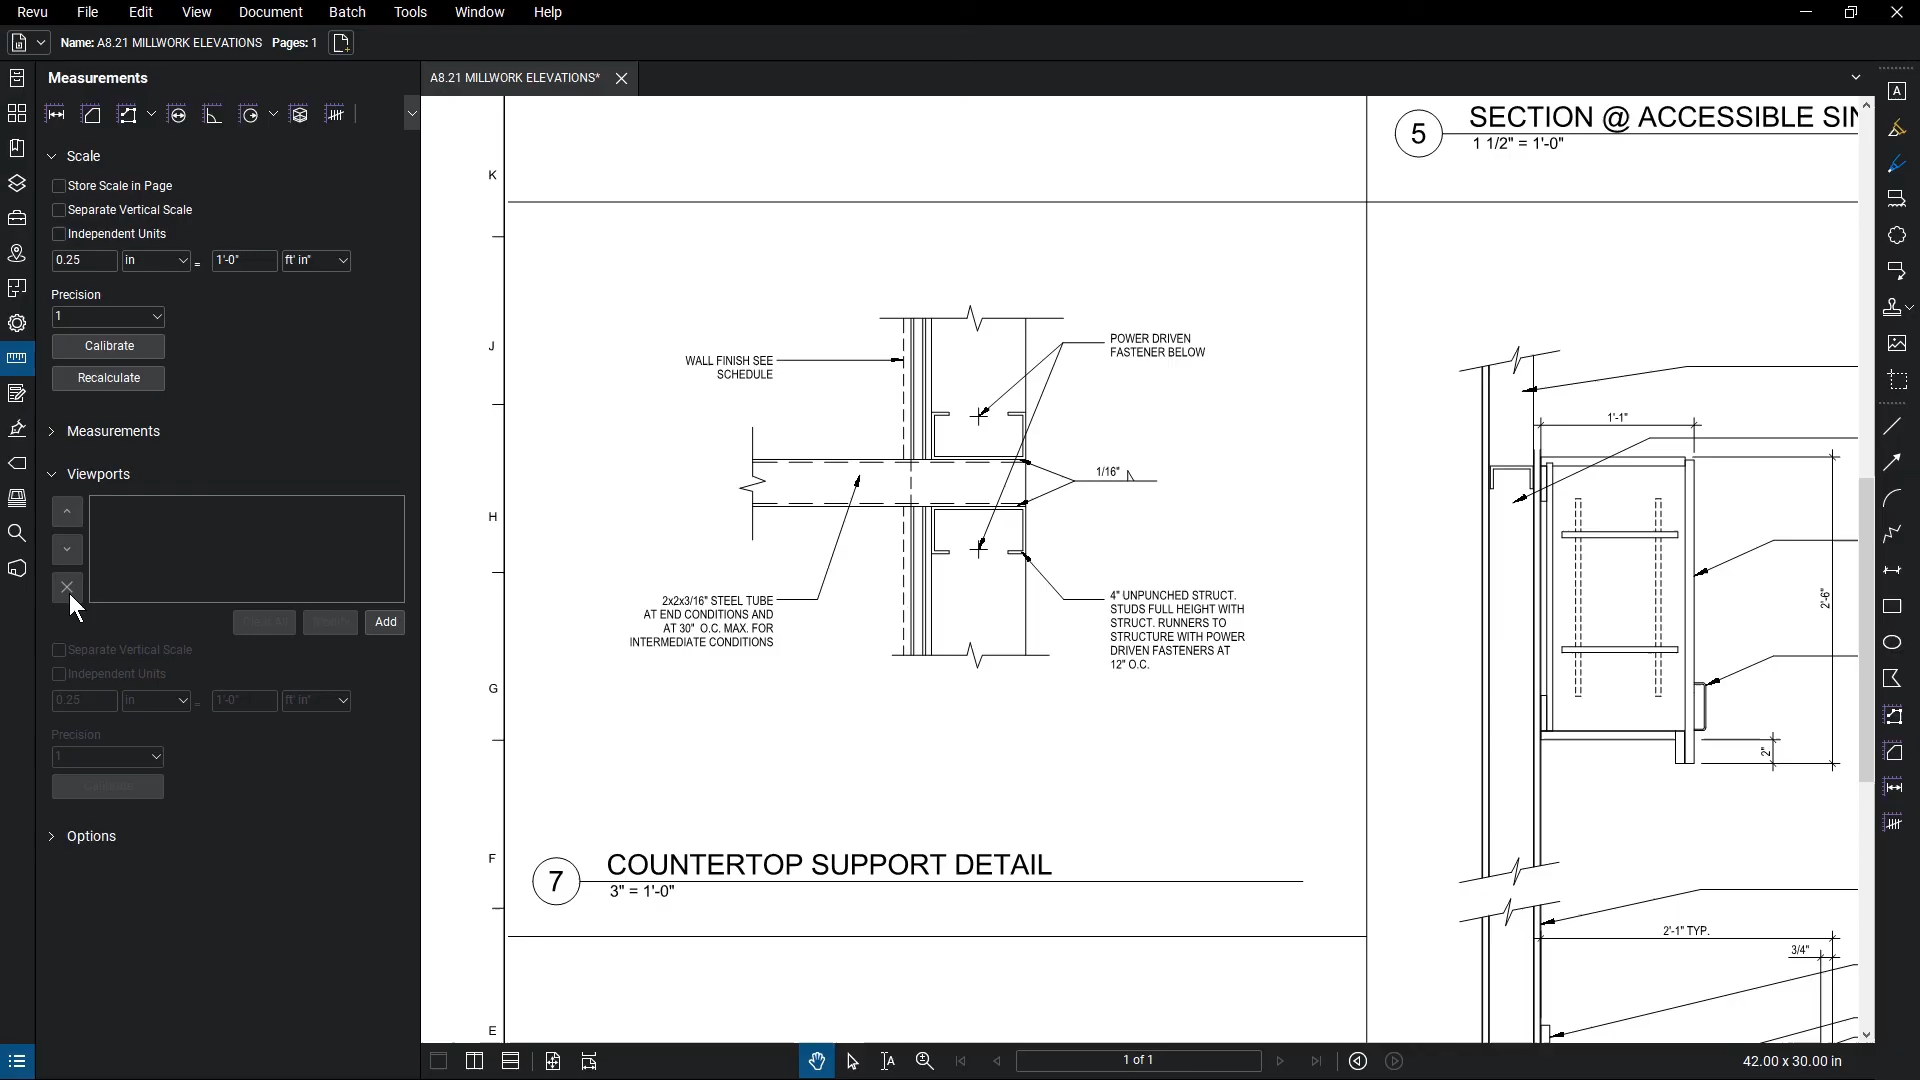 Revu File Edit View Document Batch Tools Window Help
Name: A8.21 MILLWORK ELEVATIONS Pages: 1
Measurements
A8.21 MILLWORK ELEVATIONS*
Scale
Store Scale in Page
Separate Vertical Scale
Independent Units
0.25 in = 1'-0" ft' in"
Precision
1
Calibrate
Recalculate
Measurements
Viewports
Clear All Modify Add
Separate Vertical Scale
Independent Units
0.25 in = 1'-0" ft' in"
Precision
1
Calibrate
Options
K
J
H
G
F
E
5
SECTION @ ACCESSIBLE SIN
1 1/2" = 1'-0"
WALL FINISH SEE
SCHEDULE
POWER DRIVEN
FASTENER BELOW
1/16"
2x2x3/16" STEEL TUBE
AT END CONDITIONS AND
AT 30" O.C. MAX. FOR
INTERMEDIATE CONDITIONS
4" UNPUNCHED STRUCT.
STUDS FULL HEIGHT WITH
STRUCT. RUNNERS TO
STRUCTURE WITH POWER
DRIVEN FASTENERS AT
12" O.C.
7
COUNTERTOP SUPPORT DETAIL
3" = 1'-0"
1'-1"
2'-6"
2"
2'-1" TYP.
3/4"
1 of 1
42.00 x 30.00 in